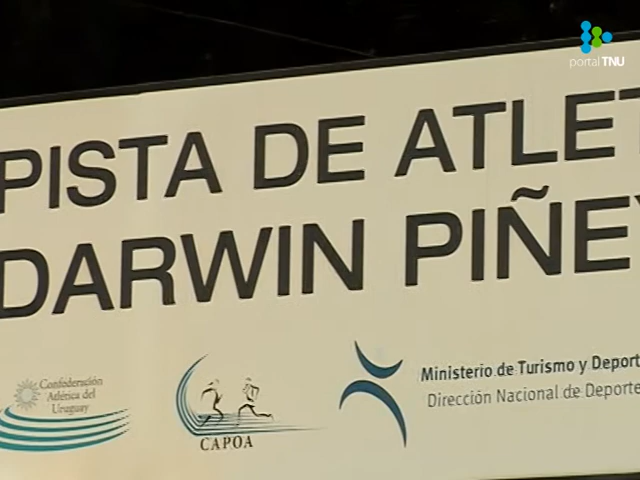 portal TNU
PISTA DE ATLET
DARWIN PIÑEY
Confederación
Atlética del
Uruguay
CAPOA
Ministerio de Turismo y Deport
Dirección Nacional de Deporte